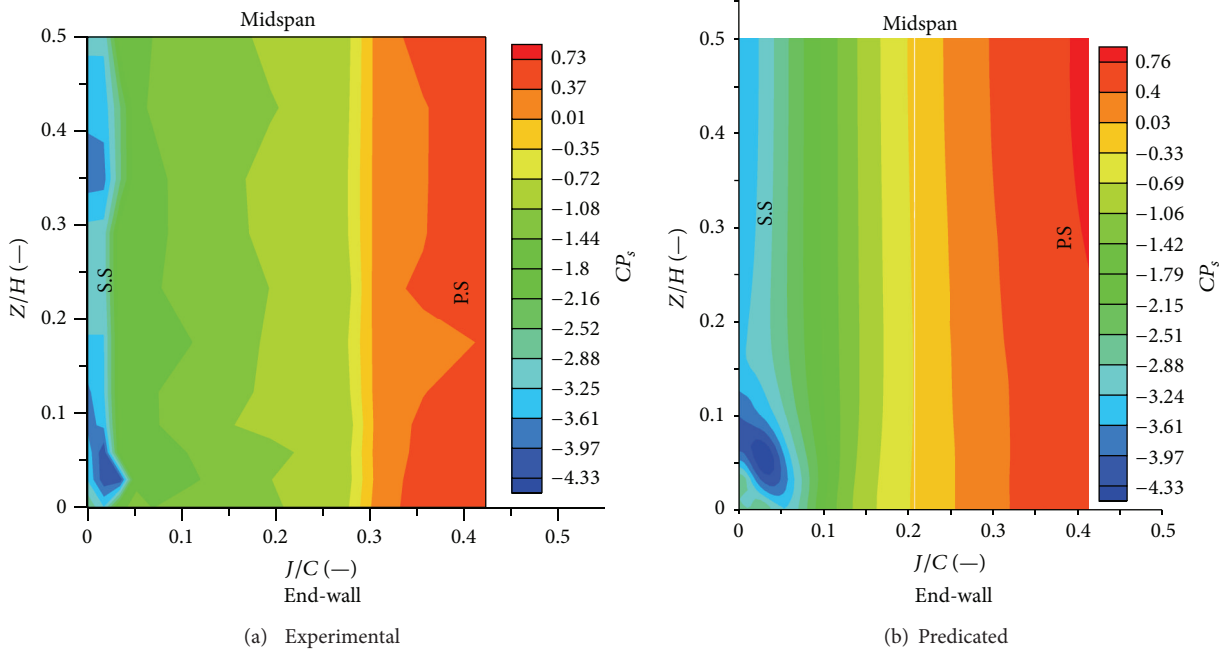 Midspan
0.5
0.4
0.3
0.2
0.1
0
Z/H (—)
S.S
P.S
0 0.1 0.2 0.3 0.4 0.5
J/C (—)
End-wall
0.73
0.37
0.01
−0.35
−0.72
−1.08
−1.44
−1.8
−2.16
−2.52
−2.88
−3.25
−3.61
−3.97
−4.33
CPs
(a) Experimental
Midspan
0.5
0.4
0.3
0.2
0.1
0
Z/H (—)
S.S
P.S
0 0.1 0.2 0.3 0.4 0.5
J/C (—)
End-wall
0.76
0.4
0.03
−0.33
−0.69
−1.06
−1.42
−1.79
−2.15
−2.51
−2.88
−3.24
−3.61
−3.97
−4.33
CPs
(b) Predicated